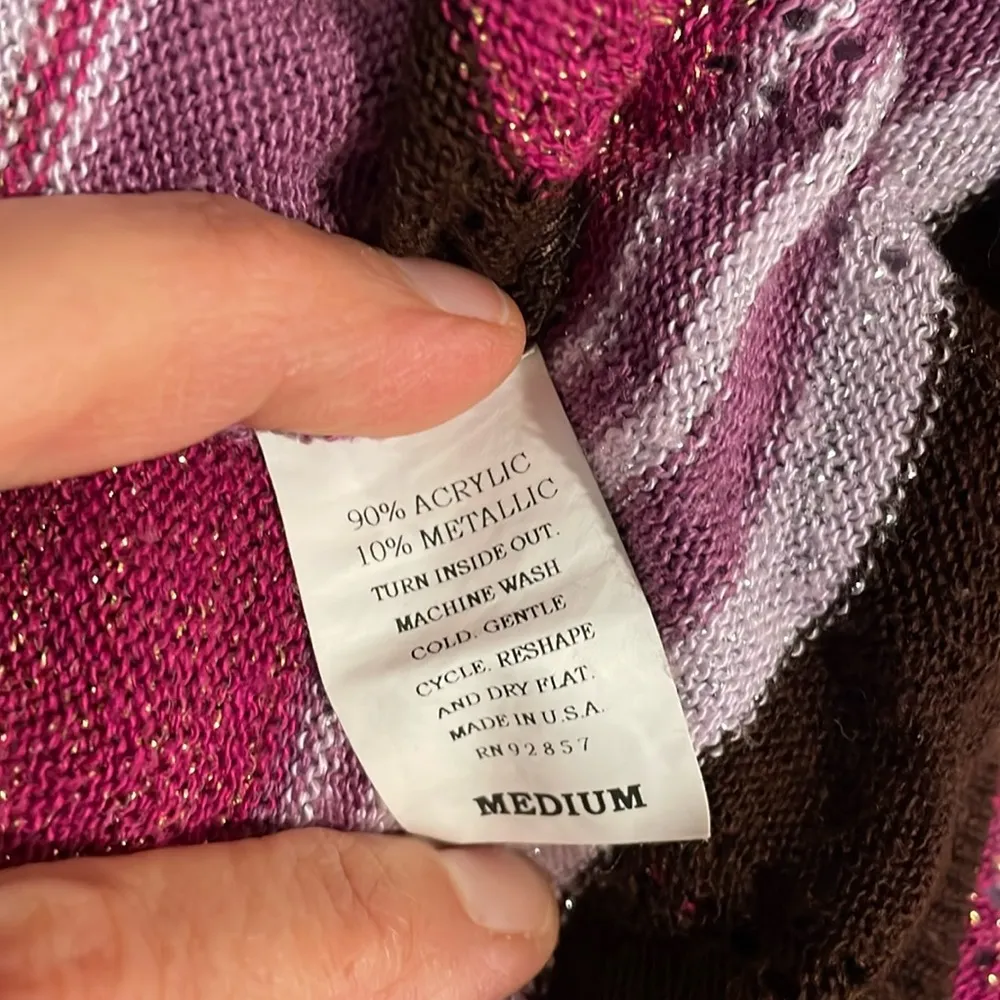 90% ACRYLIC
10% METALLIC
TURN INSIDE OUT.
MACHINE WASH
COLD. GENTLE
CYCLE. RESHAPE
AND DRY FLAT.
MADE IN U.S.A.
RN92857
MEDIUM